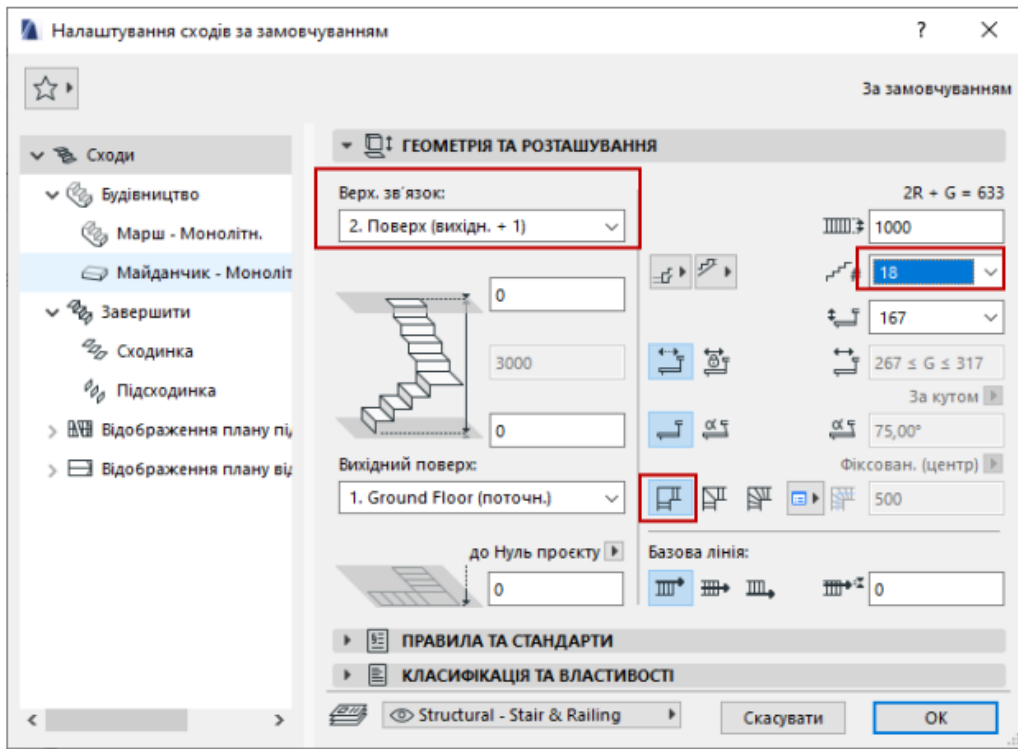 Налаштування сходів за замовчуванням
?
За замовчуванням
Сходи
Будівництво
Марш - Монолітн.
Майданчик - Моноліт
Завершити
Сходинка
Підсходинка
Відображення плану пі
Відображення плану ві
ГЕОМЕТРІЯ ТА РОЗТАШУВАННЯ
Верх. зв'язок:
2. Поверх (вихідн. + 1)
0
3000
0
Вихідний поверх:
1. Ground Floor (поточн.)
до Нуль проєкту
0
2R + G = 633
1000
18
167
267 ≤ G ≤ 317
За кутом
75,00°
Фіксован. (центр)
500
Базова лінія:
0
ПРАВИЛА ТА СТАНДАРТИ
КЛАСИФІКАЦІЯ ТА ВЛАСТИВОСТІ
Structural - Stair & Railing
Скасувати
OK